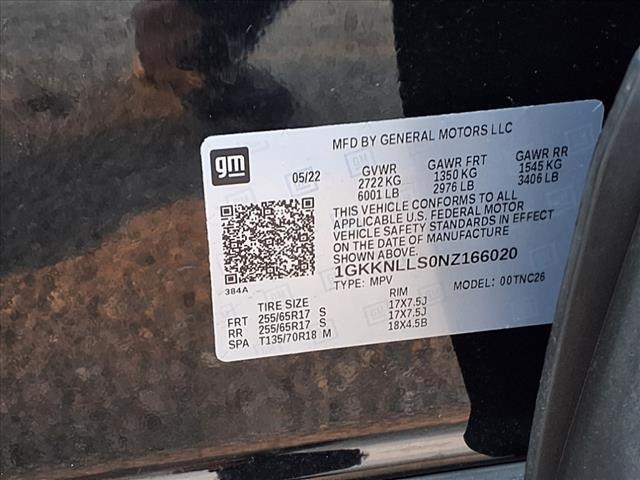 MFD BY GENERAL MOTORS LLC
gm
05/22
GVWR GAWR FRT GAWR RR
2722 KG 1350 KG 1545 KG
6001 LB 2976 LB 3406 LB
THIS VEHICLE CONFORMS TO ALL
APPLICABLE U.S. FEDERAL MOTOR
VEHICLE SAFETY STANDARDS IN EFFECT
ON THE DATE OF MANUFACTURE
SHOWN ABOVE.
1GKKNLLS0NZ166020
384A
TYPE: MPV MODEL: 00TNC26
TIRE SIZE RIM
FRT 255/65R17 S 17X7.5J
RR 255/65R17 S 17X7.5J
SPA T135/70R18 M 18X4.5B